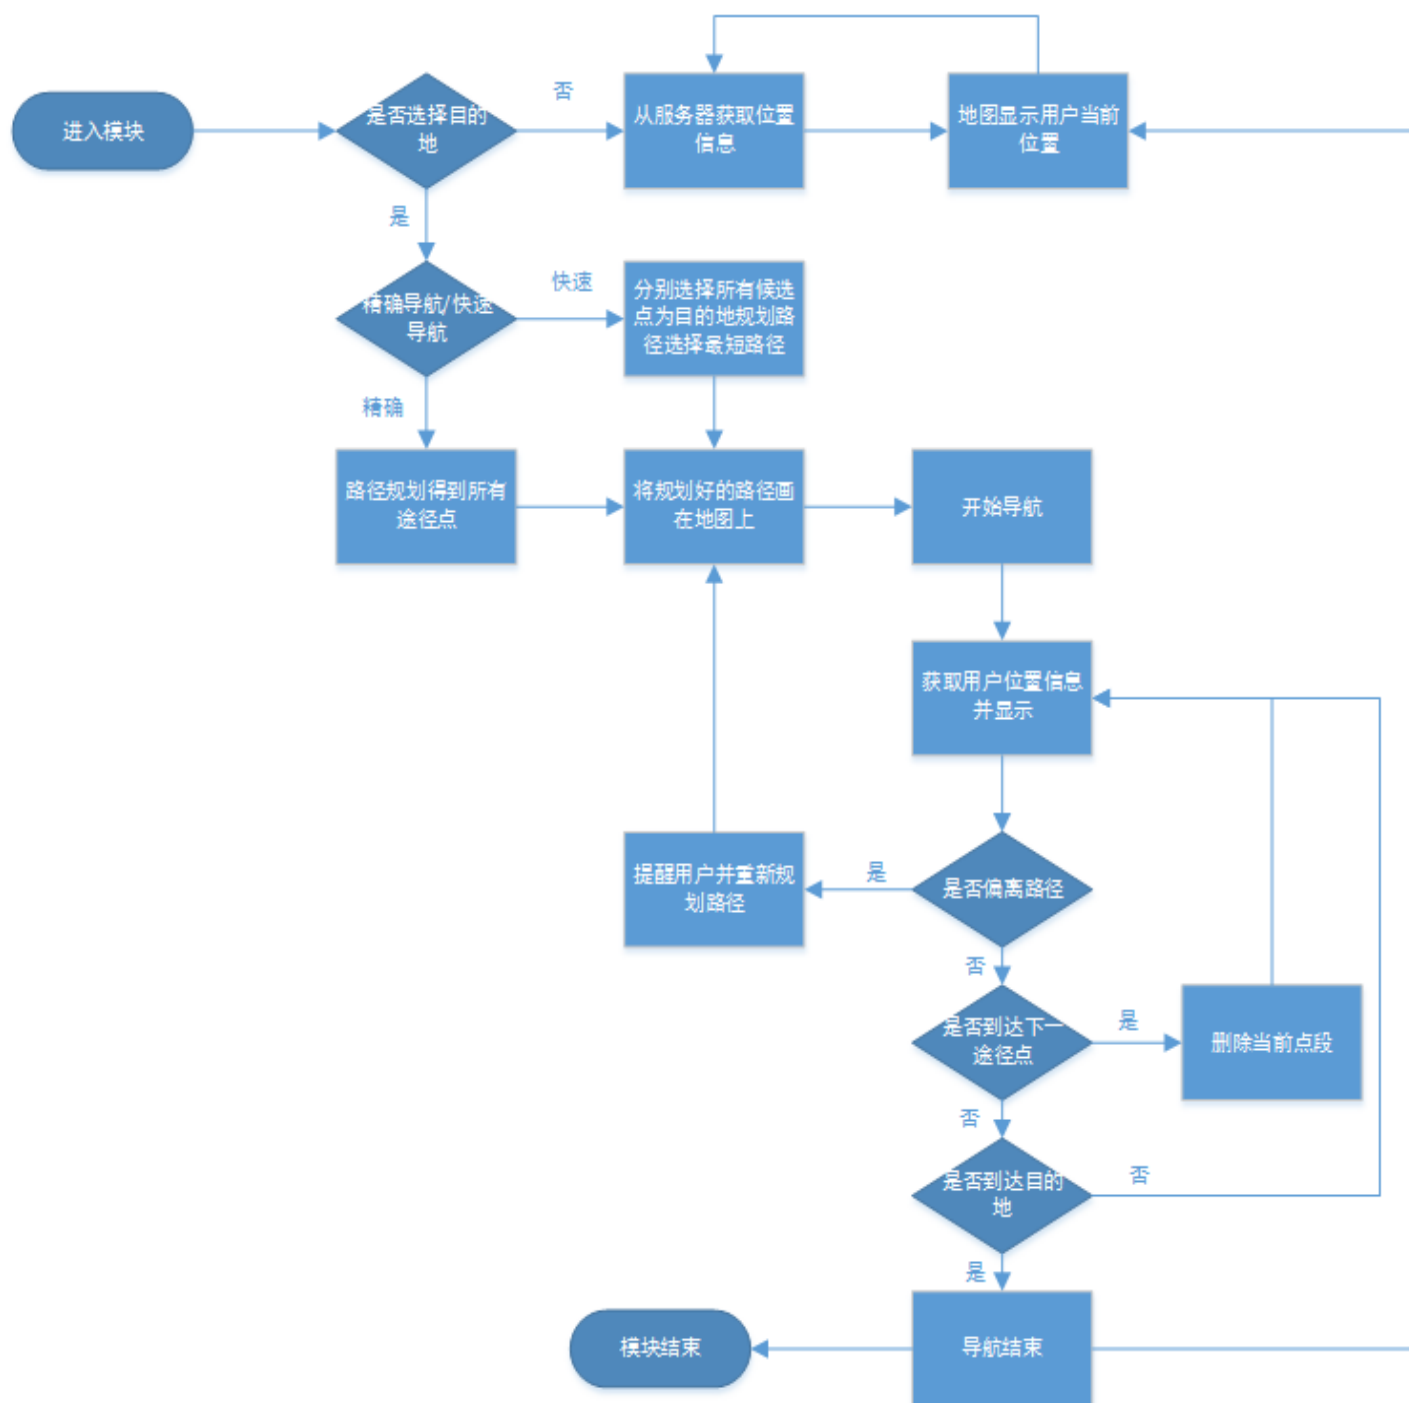 进入模块
是否选择目的
地
否
从服务器获取位置
信息
地图显示用户当前
位置
是
精确导航/快速
导航
快速
分别选择所有候选
点为目的地规划路
径选择最短路径
精确
路径规划得到所有
途径点
将规划好的路径画
在地图上
开始导航
获取用户位置信息
并显示
是否偏离路径
是
提醒用户并重新规
划路径
否
是否到达下一
途径点
是
删除当前点段
否
是否到达目的
地
否
是
导航结束
模块结束